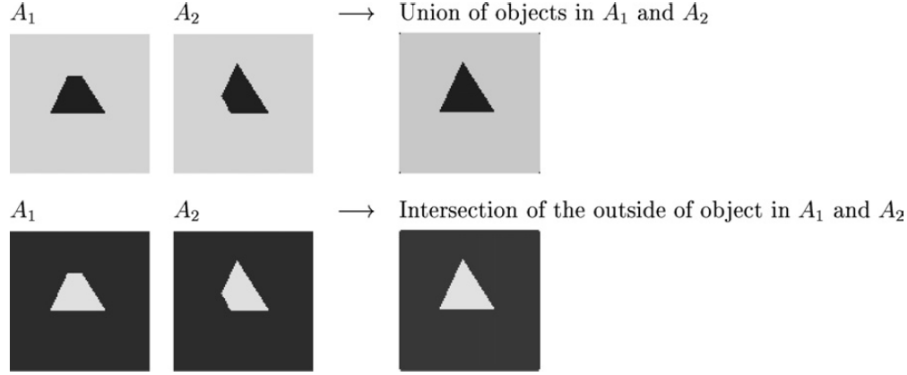 A₁ A₂ ⟶ Union of objects in A₁ and A₂
A₁ A₂ ⟶ Intersection of the outside of object in A₁ and A₂